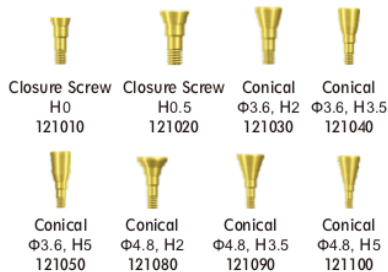 Closure Screw Closure Screw Conical Conical
H0 H0.5 Φ3.6, H2 Φ3.6, H3.5
121010 121020 121030 121040
Conical Conical Conical Conical
Φ3.6, H5 Φ4.8, H2 Φ4.8, H3.5 Φ4.8, H5
121050 121080 121090 121100